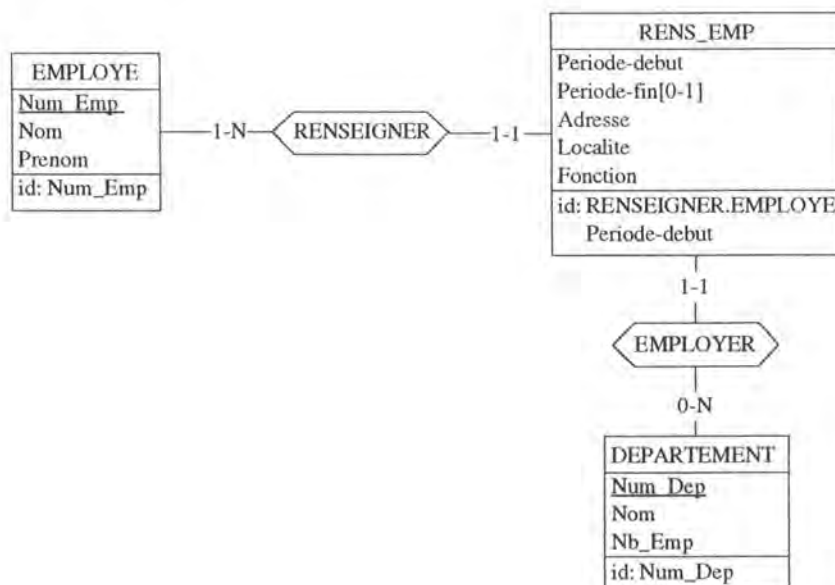 EMPLOYE
Num_Emp
Nom
Prenom
id: Num_Emp
1-N
RENSEIGNER
1-1
RENS_EMP
Periode-debut
Periode-fin[0-1]
Adresse
Localite
Fonction
id: RENSEIGNER.EMPLOYE
Periode-debut
1-1
EMPLOYER
0-N
DEPARTEMENT
Num_Dep
Nom
Nb_Emp
id: Num_Dep